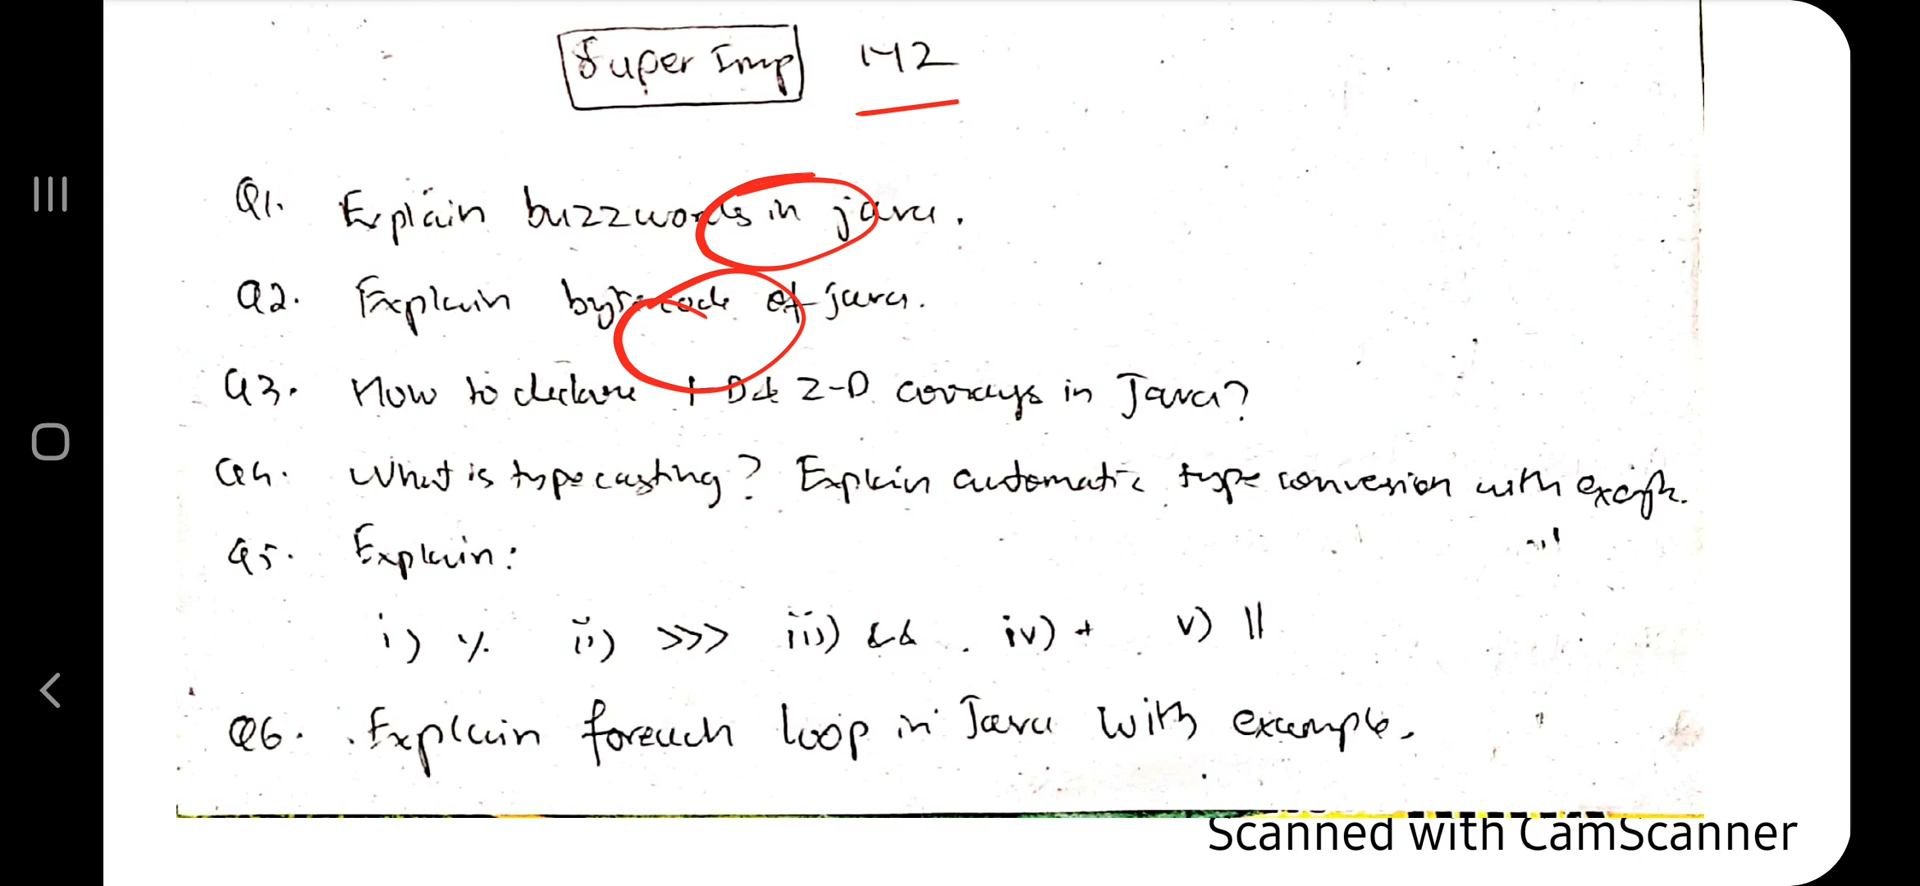 Super Imp M2
Q1. Explain buzzwords in java.
Q2. Explain bytecode of java.
Q3. How to declare 1-D & 2-D arrays in Java?
Q4. What is typecasting? Explain automatic type conversion with
Q5. Explain:
i) % ii) >>> iii) && iv) + v) ||
Q6. Explain foreach loop in Java with example.
Scanned with CamScanner